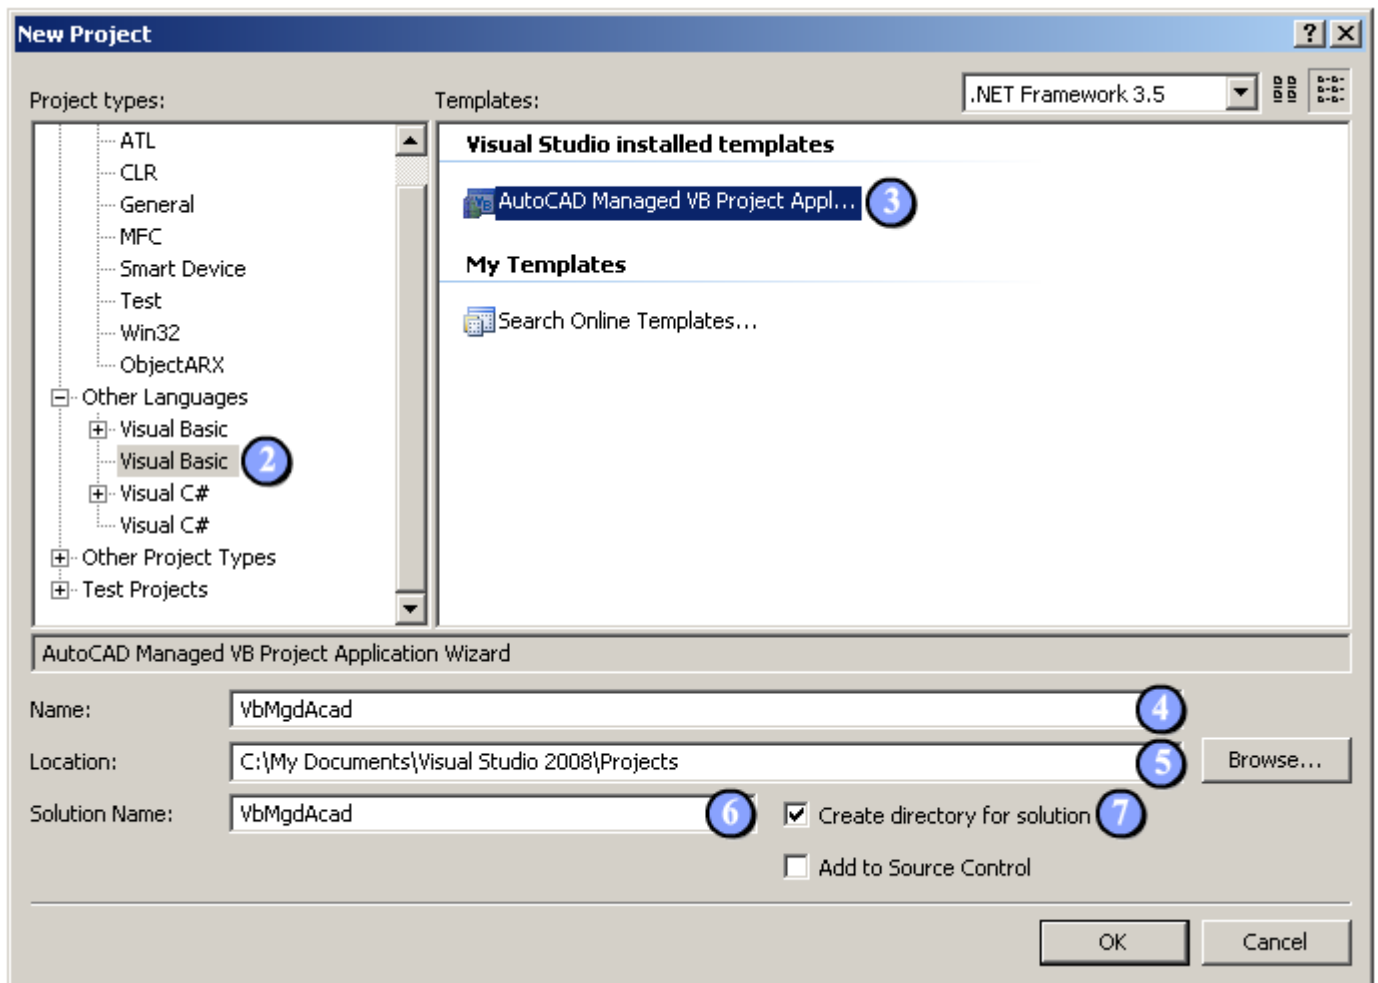 New Project
Project types:
Templates:
.NET Framework 3.5
ATL
CLR
General
MFC
Smart Device
Test
Win32
ObjectARX
Other Languages
Visual Basic
Visual Basic 2
Visual C#
Visual C#
Other Project Types
Test Projects
Visual Studio installed templates
AutoCAD Managed VB Project Appl... 3
My Templates
Search Online Templates...
AutoCAD Managed VB Project Application Wizard
Name: VbMgdAcad 4
Location: C:\My Documents\Visual Studio 2008\Projects 5 Browse...
Solution Name: VbMgdAcad 6 Create directory for solution 7
Add to Source Control
OK Cancel